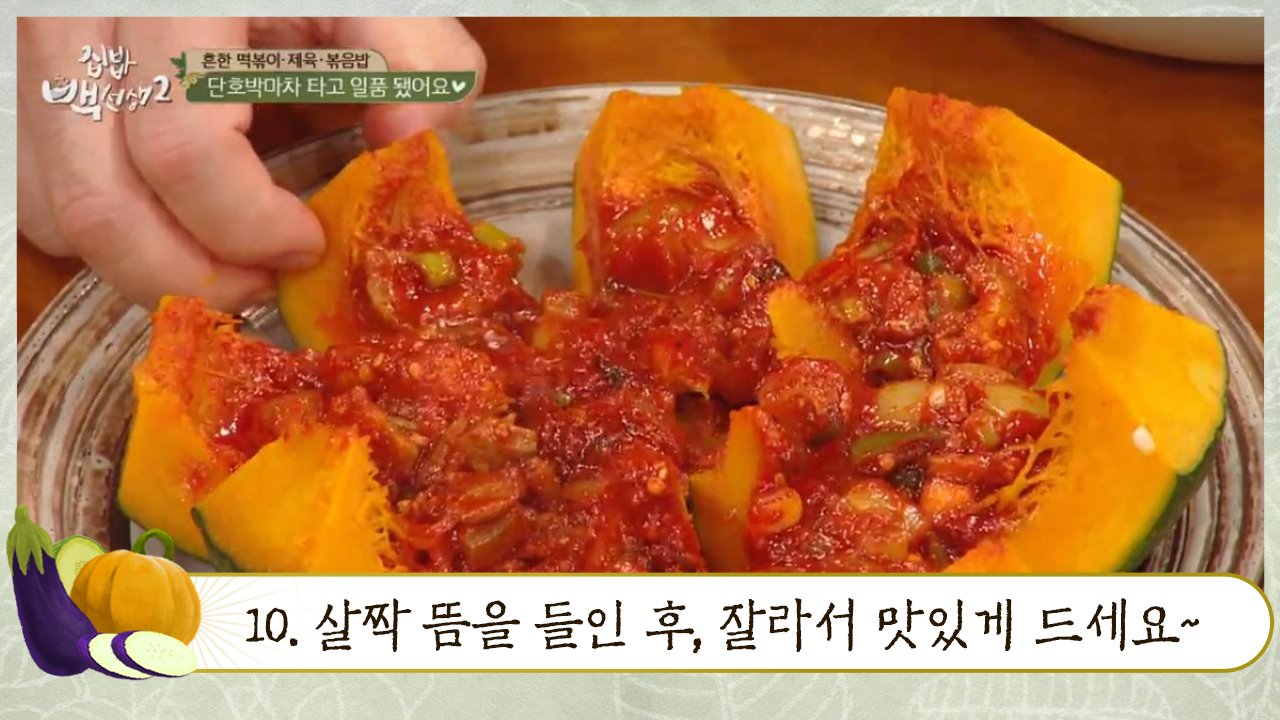 집밥
백선생2
흔한 떡볶이·제육·볶음밥
단호박마차 타고 일품 됐어요♥
10. 살짝 뜸을 들인 후, 잘라서 맛있게 드세요~